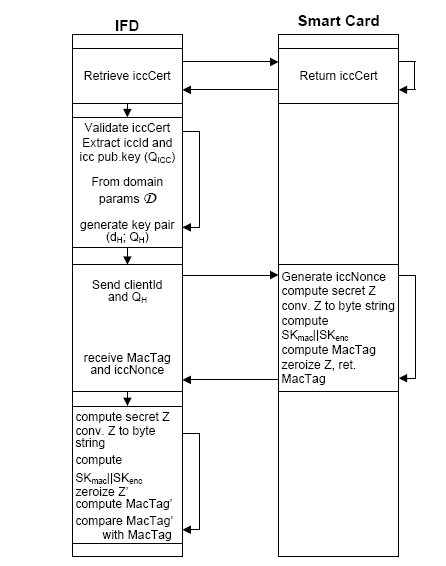 IFD
Smart Card
Retrieve iccCert
Return iccCert
Validate iccCert
Extract iccId and
icc pub.key (QICC)
From domain
params 𝒟
generate key pair
(dH; QH)
Send clientId
and QH
receive MacTag
and iccNonce
Generate iccNonce
compute secret Z
conv. Z to byte string
compute
SKmac||SKenc
compute MacTag
zeroize Z, ret.
MacTag
compute secret Z
conv. Z to byte
string
compute
SKmac||SKenc
zeroize Z'
compute MacTag'
compare MacTag'
with MacTag